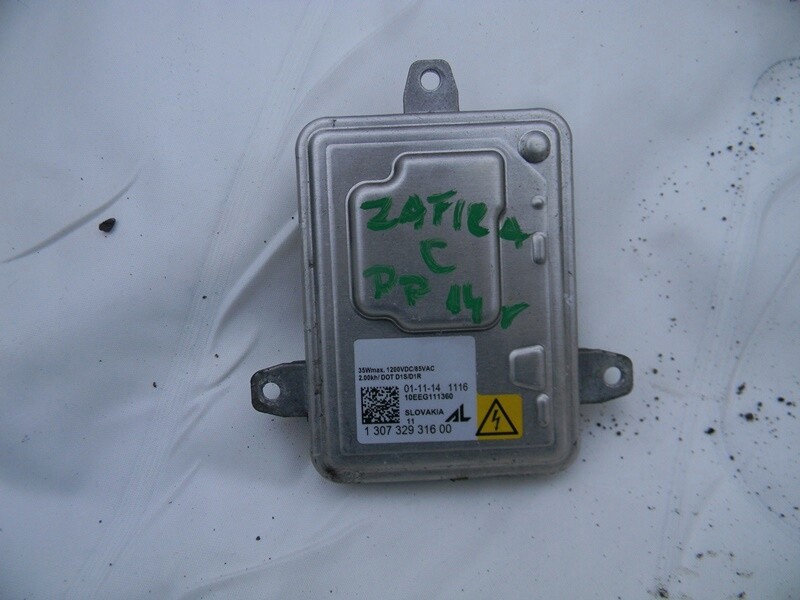 ZAFIRA
C
PP 14r
35Wmax. 1200VDC/85VAC
2.00kh/ DOT D1S/D1R
01-11-14 1116
10EEG111360
SLOVAKIA
11 AL
1 307 329 316 00